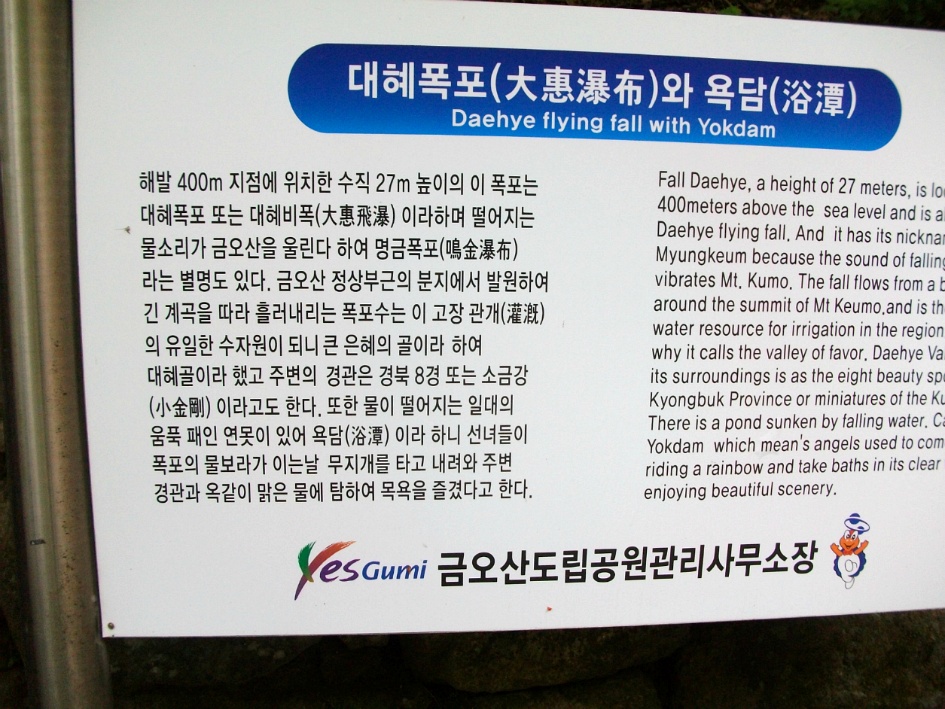 대혜폭포(大惠瀑布)와 욕담(浴潭)
Daehye flying fall with Yokdam
해발 400m 지점에 위치한 수직 27m 높이의 이 폭포는
대혜폭포 또는 대혜비폭(大惠飛瀑) 이라하며 떨어지는
물소리가 금오산을 울린다 하여 명금폭포(鳴金瀑布)
라는 별명도 있다. 금오산 정상부근의 분지에서 발원하여
긴 계곡을 따라 흘러내리는 폭포수는 이 고장 관개(灌漑)
의 유일한 수자원이 되니 큰 은혜의 골이라 하여
대혜골이라 했고 주변의 경관은 경북 8경 또는 소금강
(小金剛) 이라고도 한다. 또한 물이 떨어지는 일대의
움푹 패인 연못이 있어 욕담(浴潭) 이라 하니 선녀들이
폭포의 물보라가 이는날 무지개를 타고 내려와 주변
경관과 옥같이 맑은 물에 탐하여 목욕을 즐겼다고 한다.
Fall Daehye, a height of 27 meters, is
400meters above the sea level and is
Daehye flying fall. And it has its
Myungkeum because the sound of falling
vibrates Mt. Kumo. The fall flows from a
around the summit of Mt Keumo.and is
water resource for irrigation in the region
why it calls the valley of favor. Daehye
its surroundings is as the eight beauty
Kyongbuk Province or miniatures of the
There is a pond sunken by falling water.
Yokdam which mean's angels used to
riding a rainbow and take baths in its clear
enjoying beautiful scenery.
Yes Gumi 금오산도립공원관리사무소장